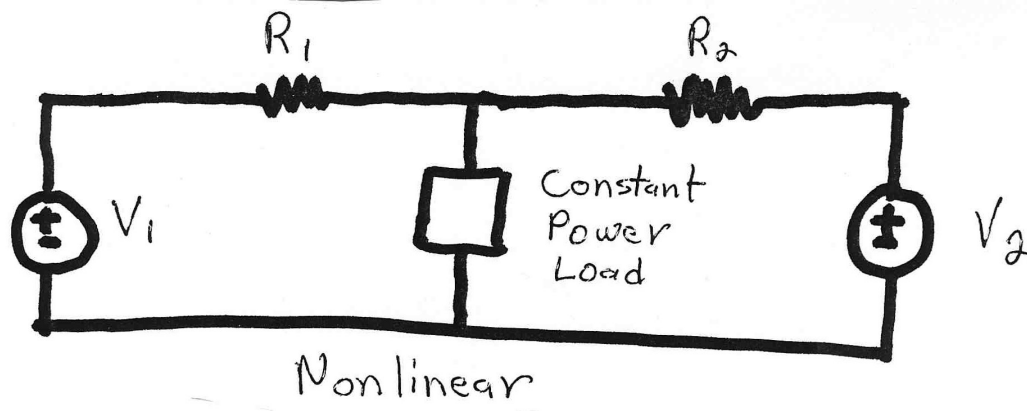 R1
R2
V1
Constant
Power
Load
V2
Nonlinear